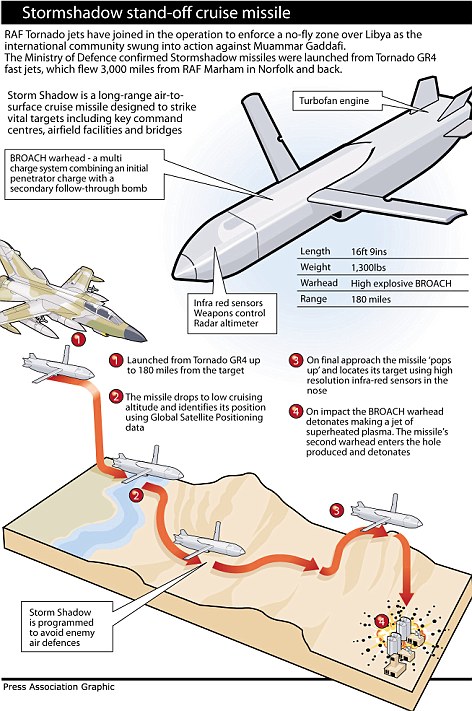 Stormshadow stand-off cruise missile
RAF Tornado jets have joined in the operation to enforce a no-fly zone over Libya as the
international community swung into action against Muammar Gaddafi.
The Ministry of Defence confirmed Stormshadow missiles were launched from Tornado GR4
fast jets, which flew 3,000 miles from RAF Marham in Norfolk and back.
Storm Shadow is a long-range air-to-
surface cruise missile designed to strike
vital targets including key command
centres, airfield facilities and bridges
Turbofan engine
BROACH warhead - a multi
charge system combining an initial
penetrator charge with a
secondary follow-through bomb
Length 16ft 9ins
Weight 1,300lbs
Warhead High explosive BROACH
Range 180 miles
Infra red sensors
Weapons control
Radar altimeter
1
1 Launched from Tornado GR4 up
to 180 miles from the target
2 The missile drops to low cruising
altitude and identifies its position
using Global Satellite Positioning
data
3 On final approach the missile 'pops
up' and locates its target using high
resolution infra-red sensors in the
nose
4 On impact the BROACH warhead
detonates making a jet of
superheated plasma. The missile's
second warhead enters the hole
produced and detonates
2
3
4
Storm Shadow
is programmed
to avoid enemy
air defences
Press Association Graphic